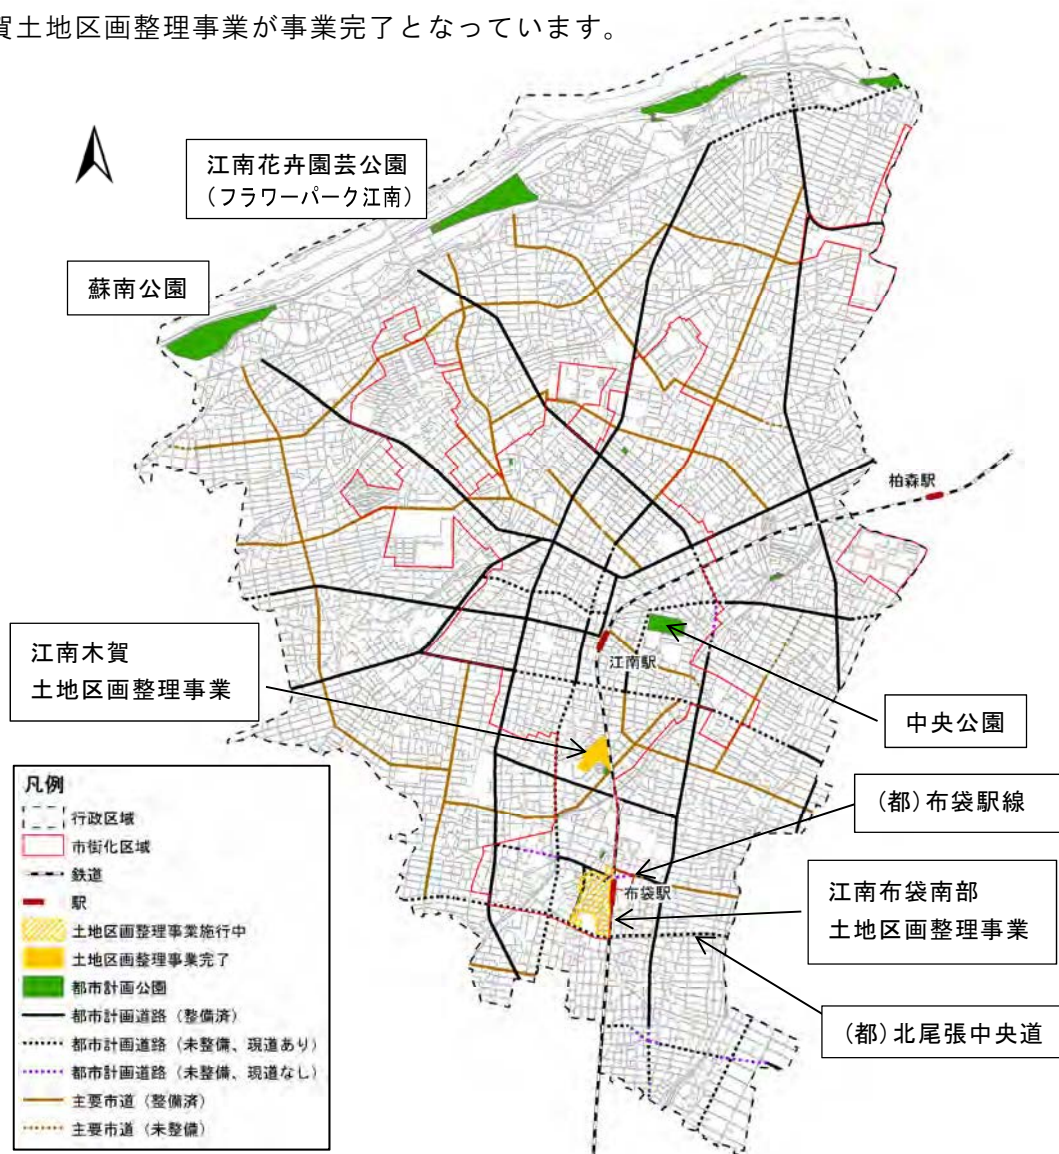 賀土地区画整理事業が事業完了となっています。
江南花卉園芸公園
(フラワーパーク江南)
蘇南公園
柏森駅
江南木賀
土地区画整理事業
江南駅
中央公園
(都)布袋駅線
布袋駅
江南布袋南部
土地区画整理事業
(都)北尾張中央道
凡例
行政区域
市街化区域
鉄道
駅
土地区画整理事業施行中
土地区画整理事業完了
都市計画公園
都市計画道路(整備済)
都市計画道路(未整備、現道あり)
都市計画道路(未整備、現道なし)
主要市道(整備済)
主要市道(未整備)